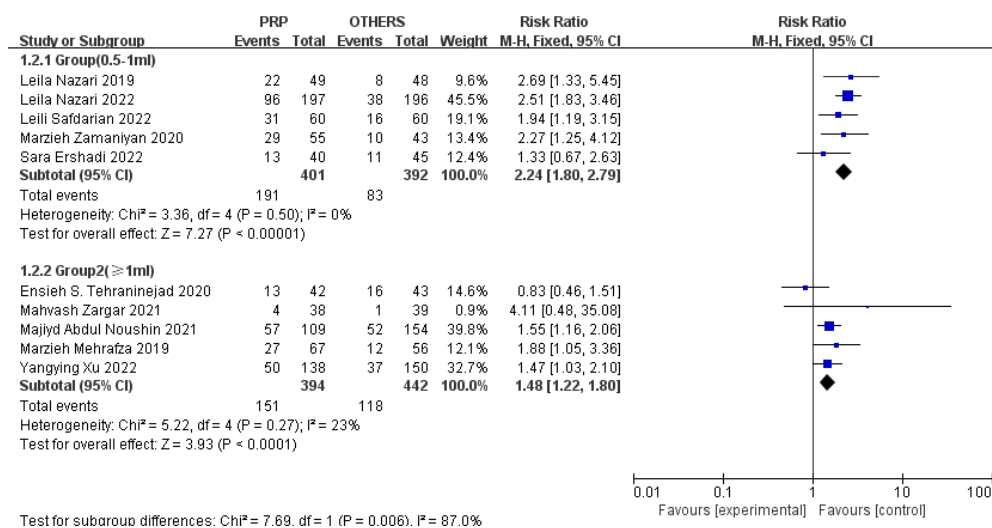 PRP OTHERS Risk Ratio Risk Ratio
Study or Subgroup Events Total Events Total Weight M-H, Fixed, 95% CI M-H, Fixed, 95% CI
1.2.1 Group(0.5-1ml)
Leila Nazari 2019 22 49 8 48 9.6% 2.69 [1.33, 5.45]
Leila Nazari 2022 96 197 38 196 45.5% 2.51 [1.83, 3.46]
Leili Safdarian 2022 31 60 16 60 19.1% 1.94 [1.19, 3.15]
Marzieh Zamaniyan 2020 29 55 10 43 13.4% 2.27 [1.25, 4.12]
Sara Ershadi 2022 13 40 11 45 12.4% 1.33 [0.67, 2.63]
Subtotal (95% CI) 401 392 100.0% 2.24 [1.80, 2.79]
Total events 191 83
Heterogeneity: Chi² = 3.36, df = 4 (P = 0.50); I² = 0%
Test for overall effect: Z = 7.27 (P < 0.00001)
1.2.2 Group2(≥1ml)
Ensieh S. Tehraninejad 2020 13 42 16 43 14.6% 0.83 [0.46, 1.51]
Mahvash Zargar 2021 4 38 1 39 0.9% 4.11 [0.48, 35.08]
Majiyd Abdul Noushin 2021 57 109 52 154 39.8% 1.55 [1.16, 2.06]
Marzieh Mehrafza 2019 27 67 12 56 12.1% 1.88 [1.05, 3.36]
Yangying Xu 2022 50 138 37 150 32.7% 1.47 [1.03, 2.10]
Subtotal (95% CI) 394 442 100.0% 1.48 [1.22, 1.80]
Total events 151 118
Heterogeneity: Chi² = 5.22, df = 4 (P = 0.27); I² = 23%
Test for overall effect: Z = 3.93 (P < 0.0001)
0.01 0.1 1 10 100
Favours [experimental] Favours [control]
Test for subgroup differences: Chi² = 7.69, df = 1 (P = 0.006), I² = 87.0%